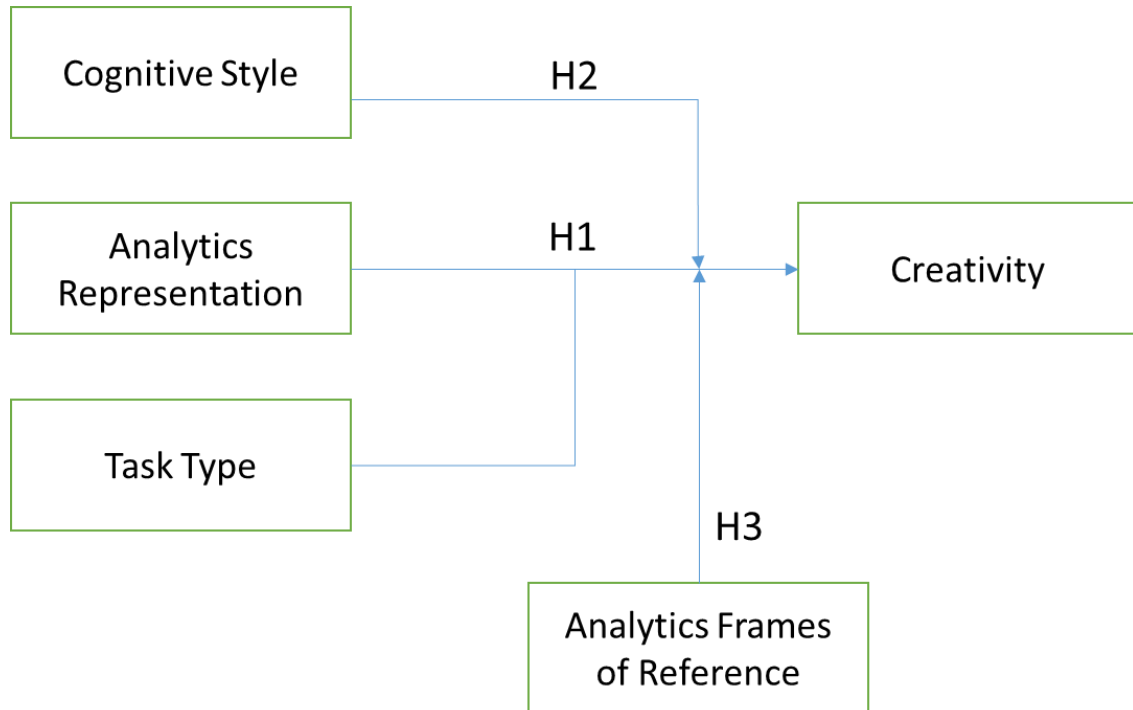 Cognitive Style
H2
H1
Analytics
Representation
Creativity
Task Type
H3
Analytics Frames
of Reference